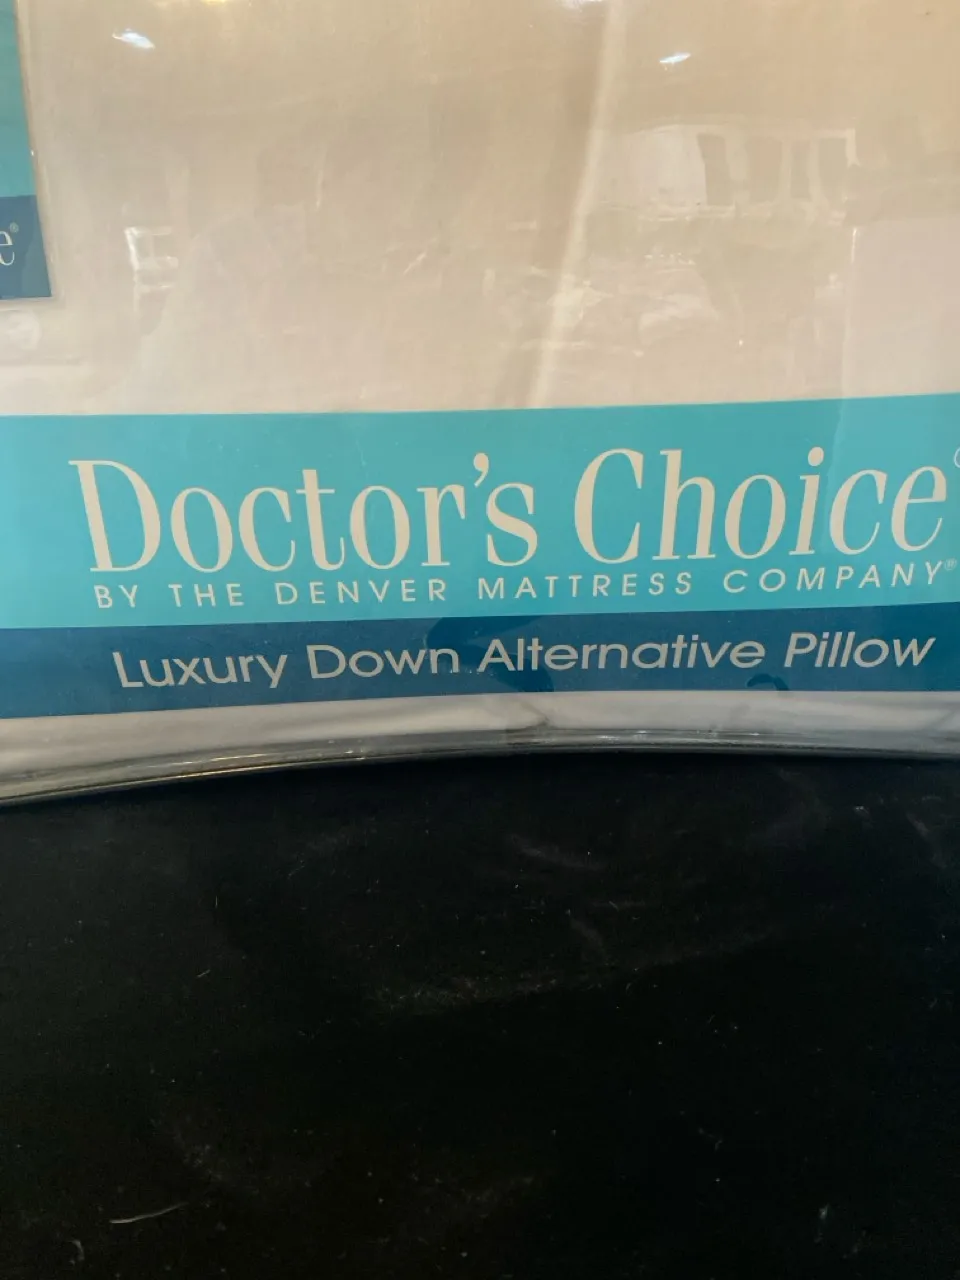 e®
Doctor's Choice®
BY THE DENVER MATTRESS COMPANY®
Luxury Down Alternative Pillow